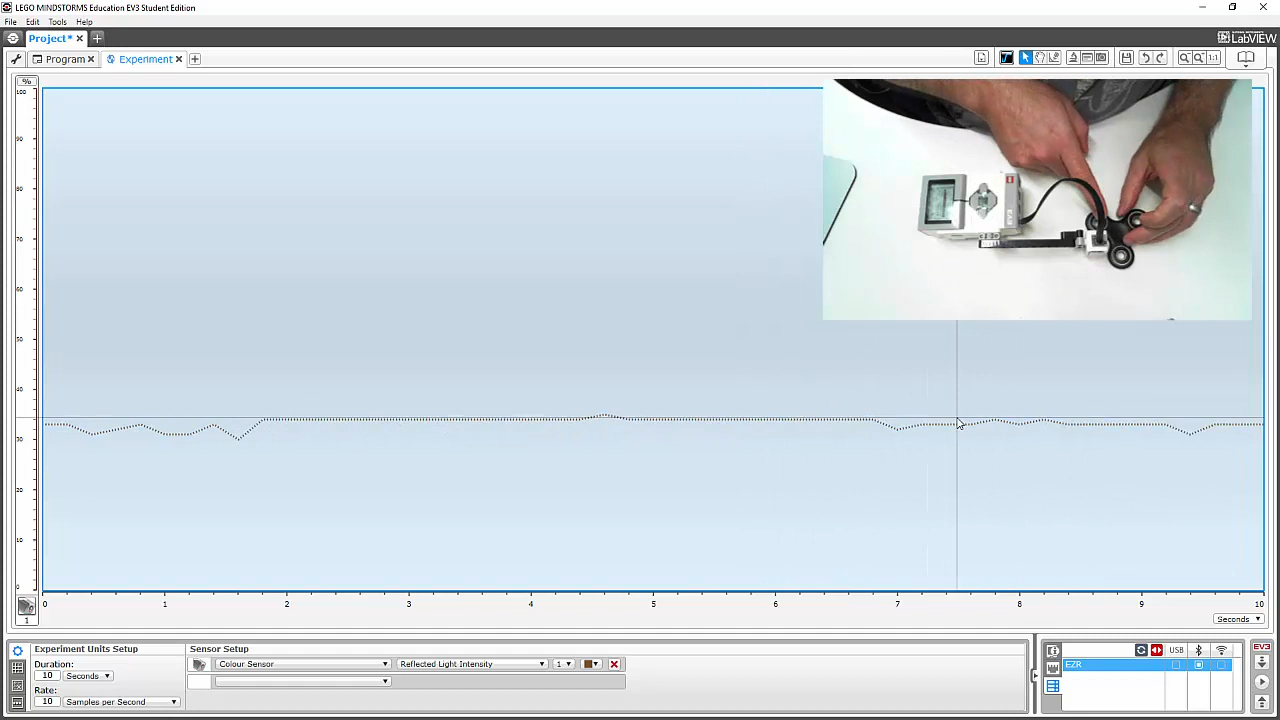 LEGO MINDSTORMS Education EV3 Student Edition
File Edit Tools Help
Project*
LabVIEW
Program Experiment
1:1
%
100
90
80
70
60
50
40
30
20
10
0
0 1 2 3 4 5 6 7 8 9 10
1
Seconds
Experiment Units Setup
Duration:
10 Seconds
Rate:
10 Samples per Second
Sensor Setup
Colour Sensor Reflected Light Intensity 1
USB
EZR
EV3